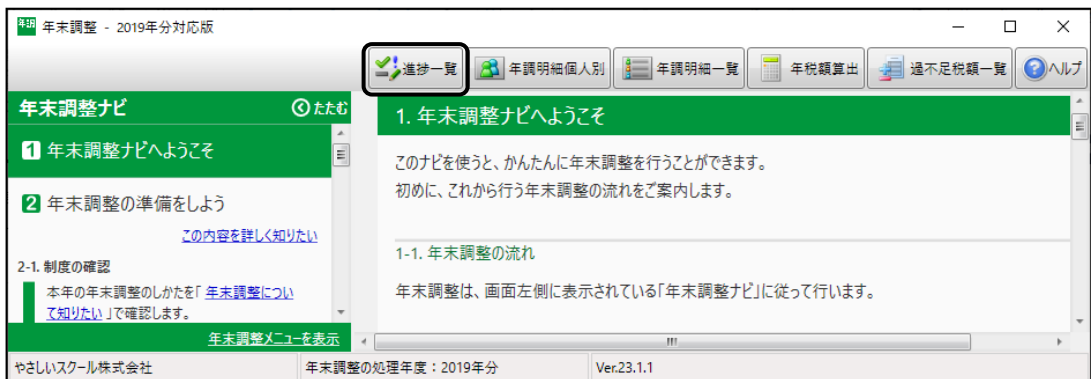 年調 年末調整 - 2019年分対応版
進捗一覧 年調明細個人別 年調明細一覧 年税額算出 過不足税額一覧 ヘルプ
年末調整ナビ たたむ
1 年末調整ナビへようこそ
2 年末調整の準備をしよう
この内容を詳しく知りたい
2-1. 制度の確認
本年の年末調整のしかたを「 年末調整につい
て知りたい 」で確認します。
年末調整メニューを表示
1. 年末調整ナビへようこそ
このナビを使うと、かんたんに年末調整を行うことができます。
初めに、これから行う年末調整の流れをご案内します。
1-1. 年末調整の流れ
年末調整は、画面左側に表示されている「年末調整ナビ」に従って行います。
やさしいスクール株式会社 年末調整の処理年度：2019年分 Ver.23.1.1